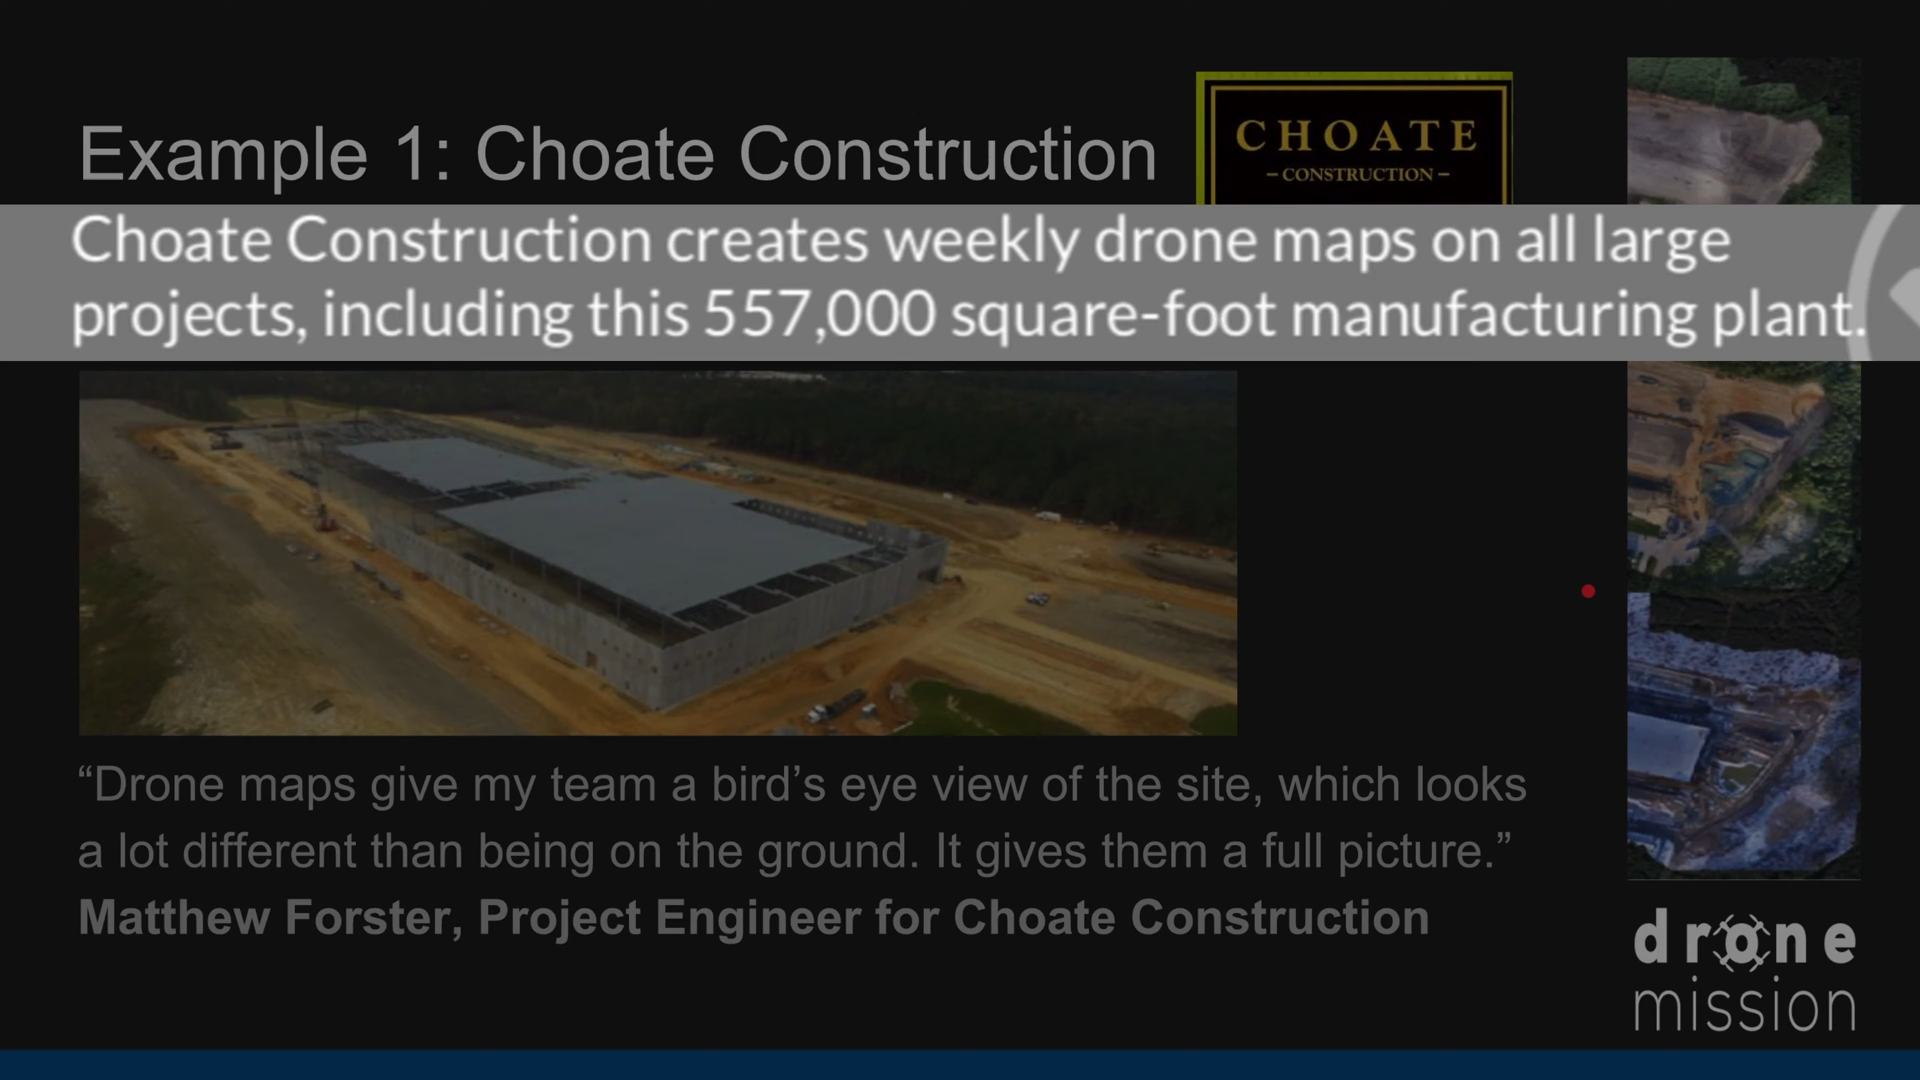 Example 1: Choate Construction
CHOATE
– CONSTRUCTION –
Choate Construction creates weekly drone maps on all large
projects, including this 557,000 square-foot manufacturing plant.
“Drone maps give my team a bird’s eye view of the site, which looks
a lot different than being on the ground. It gives them a full picture.”
Matthew Forster, Project Engineer for Choate Construction
drone
mission